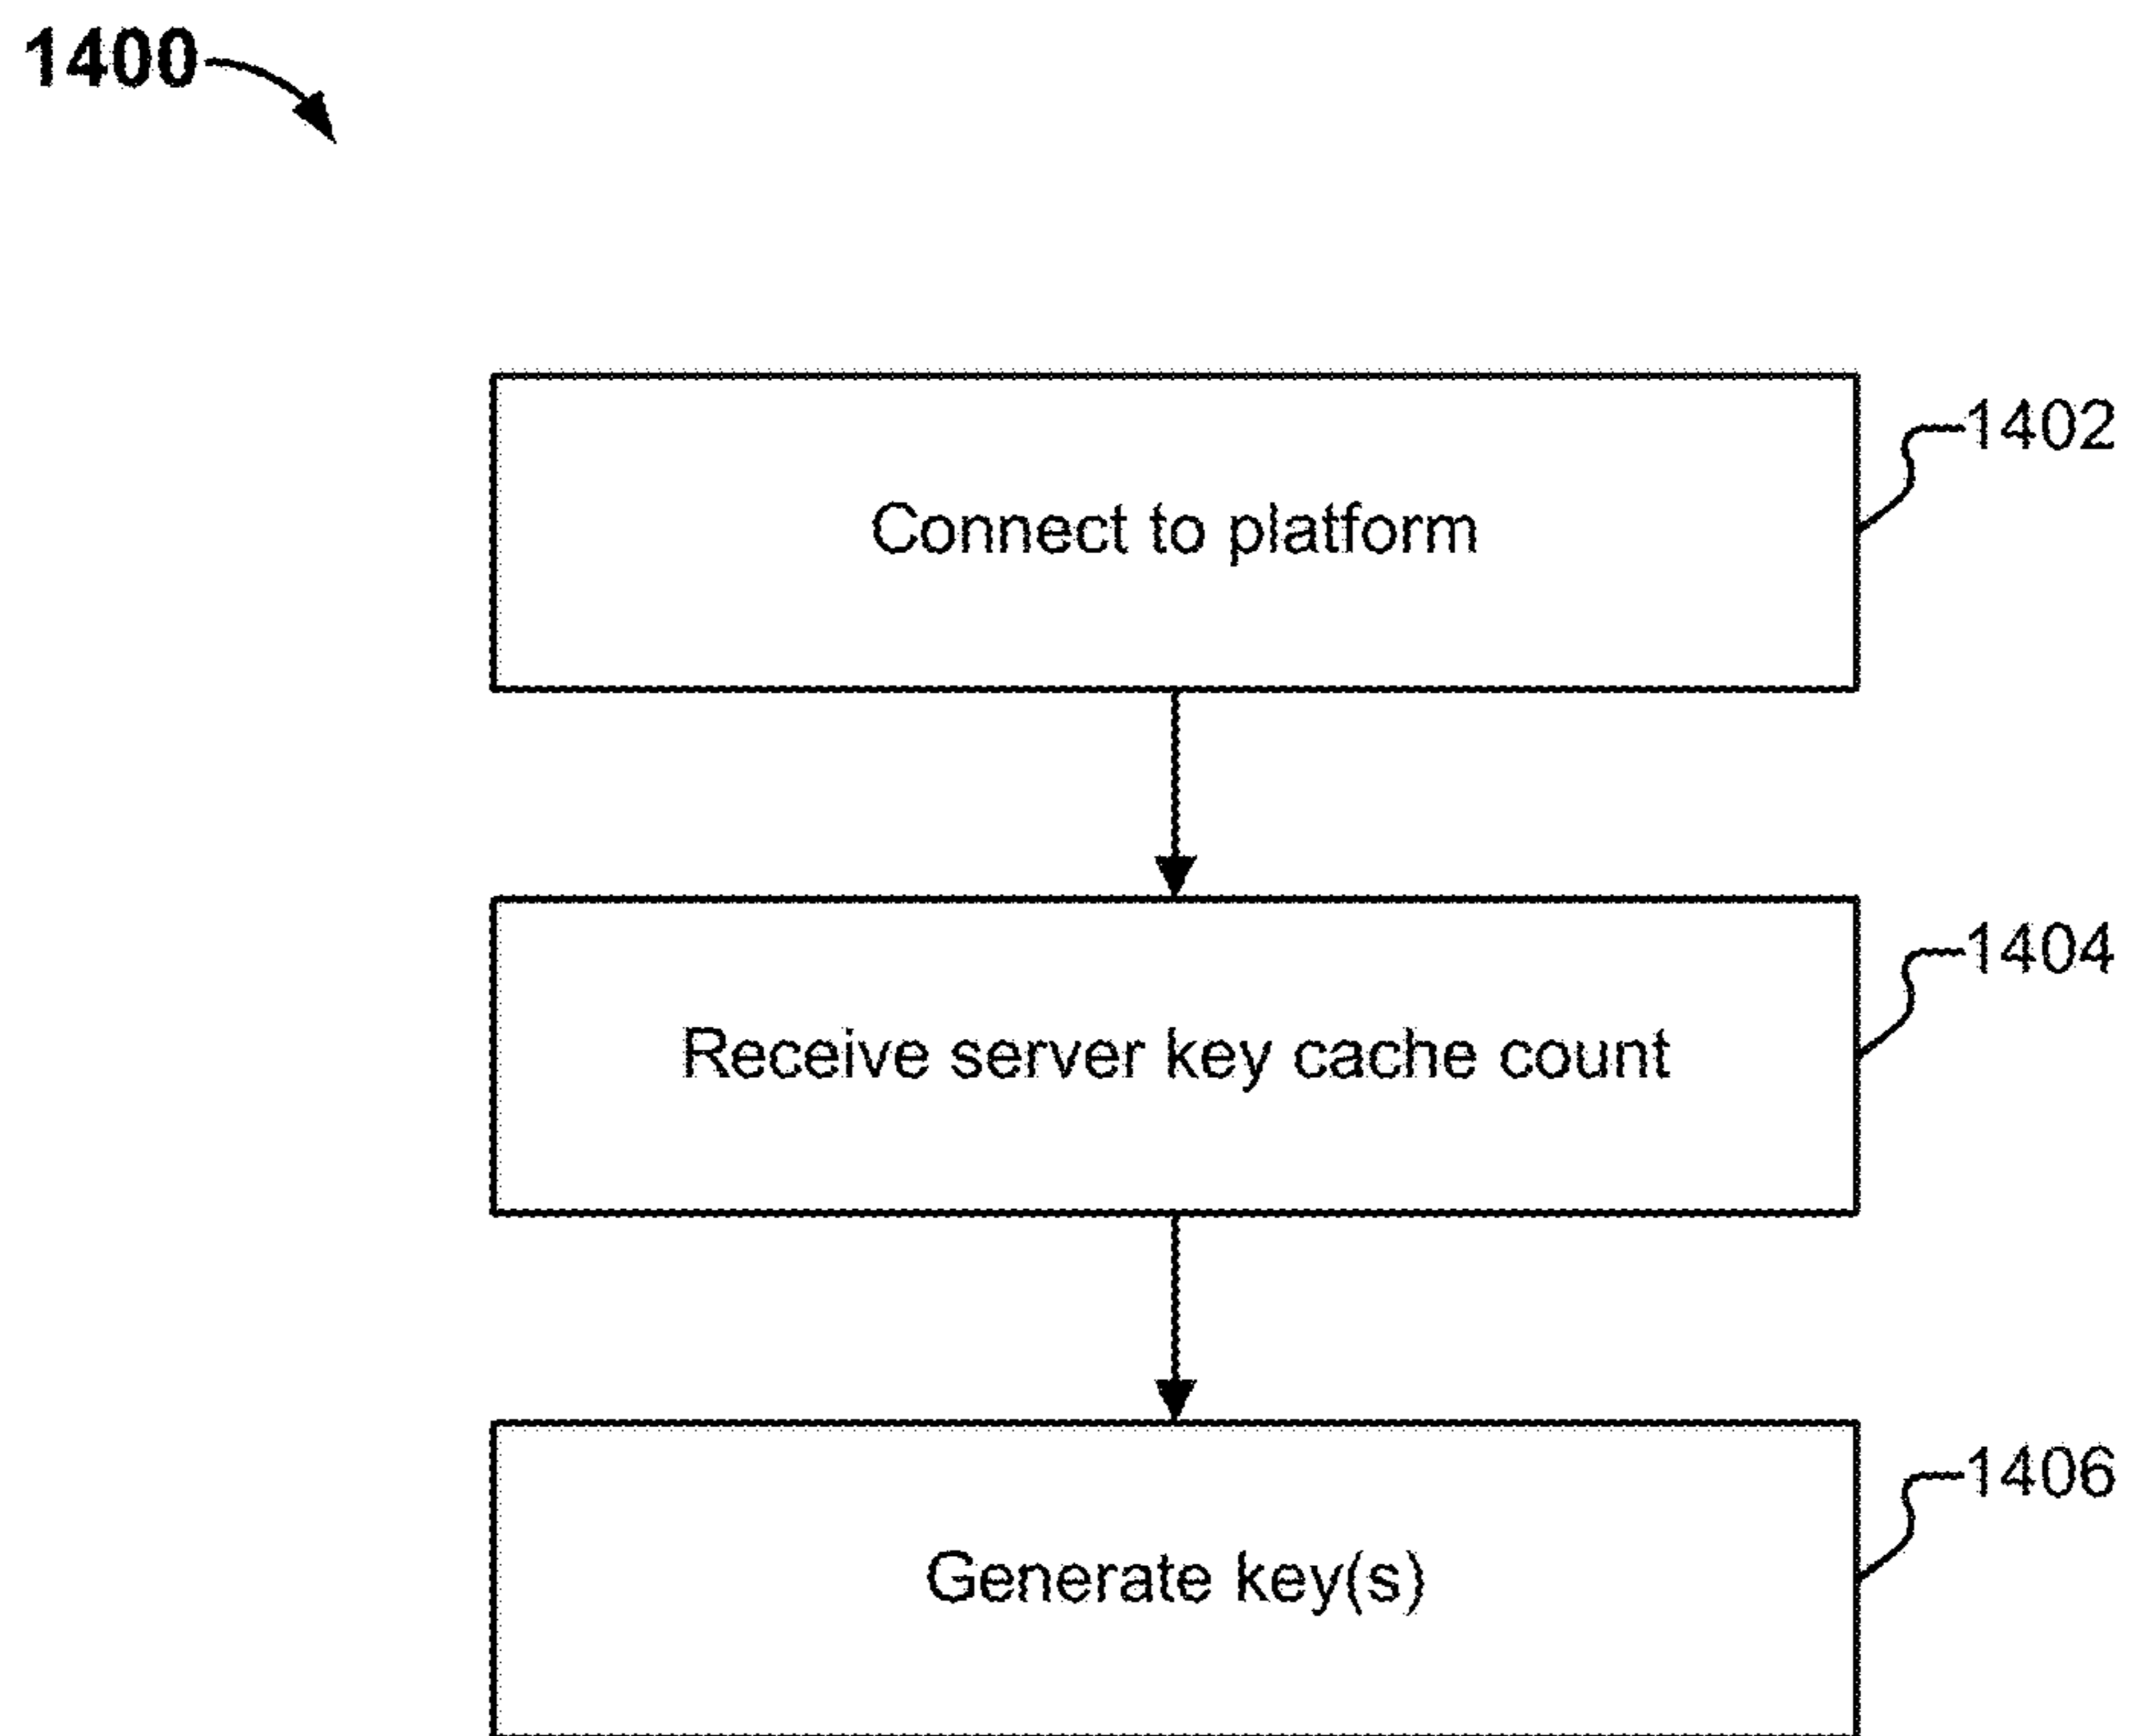 1400
Connect to platform
1402
Receive server key cache count
1404
Generate key(s)
1406